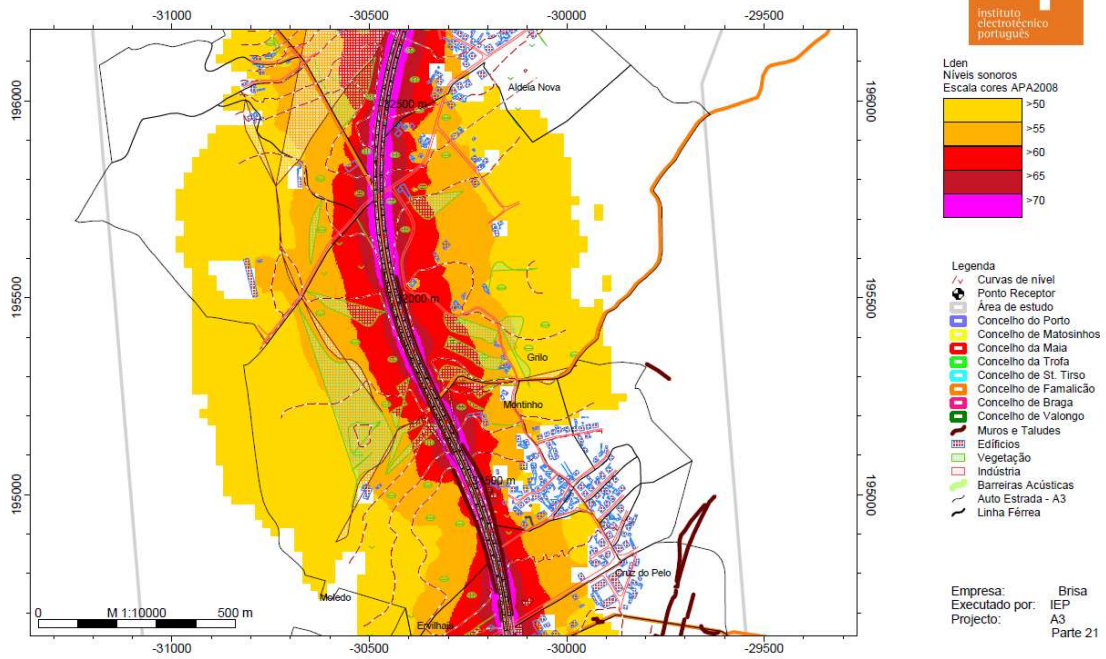 -31000 -30500 -30000 -29500
instituto
electrotécnico
português
Lden
Níveis sonoros
Escala cores APA2008
>50
>55
>60
>65
>70
196000
195500
195000
196000
195500
195000
Aldeia Nova
32500 m
32000 m
Grilo
Montinho
Cruz do Pelo
Moledo
Ervilhais
Legenda
Curvas de nível
Ponto Receptor
Área de estudo
Concelho do Porto
Concelho de Matosinhos
Concelho da Maia
Concelho da Trofa
Concelho de St. Tirso
Concelho de Famalicão
Concelho de Braga
Concelho de Valongo
Muros e Taludes
Edifícios
Vegetação
Indústria
Barreiras Acústicas
Auto Estrada - A3
Linha Férrea
0 M 1:10000 500 m
-31000 -30500 -30000 -29500
Empresa: Brisa
Executado por: IEP
Projecto: A3
Parte 21